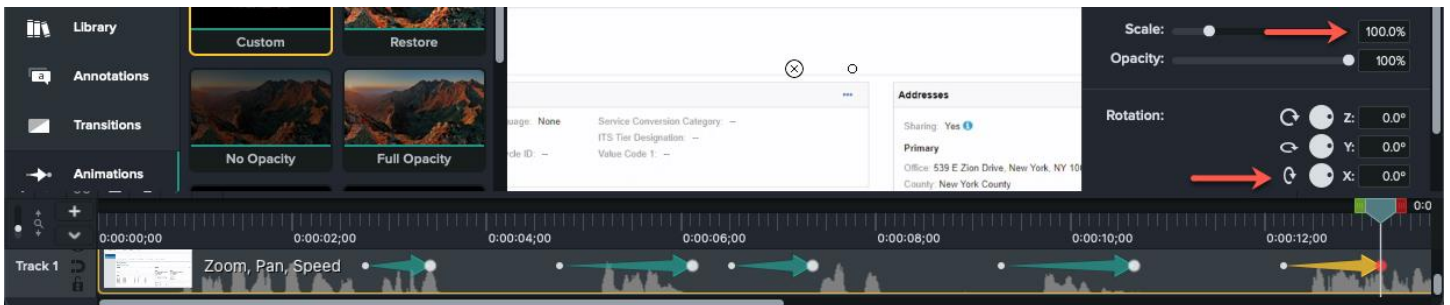 Library
Annotations
Transitions
Animations
Custom
Restore
No Opacity
Full Opacity
None
Service Conversion Category: --
ITS Tier Designation: --
ID: --
Value Code 1: --
Addresses
Sharing: Yes
Primary
Office: 539 E Zion Drive, New York, NY
County: New York County
Scale:
100.0%
Opacity:
100%
Rotation:
Z: 0.0°
Y: 0.0°
X: 0.0°
0:00:00;00
0:00:02;00
0:00:04;00
0:00:06;00
0:00:08;00
0:00:10;00
0:00:12;00
Track 1
Zoom, Pan, Speed